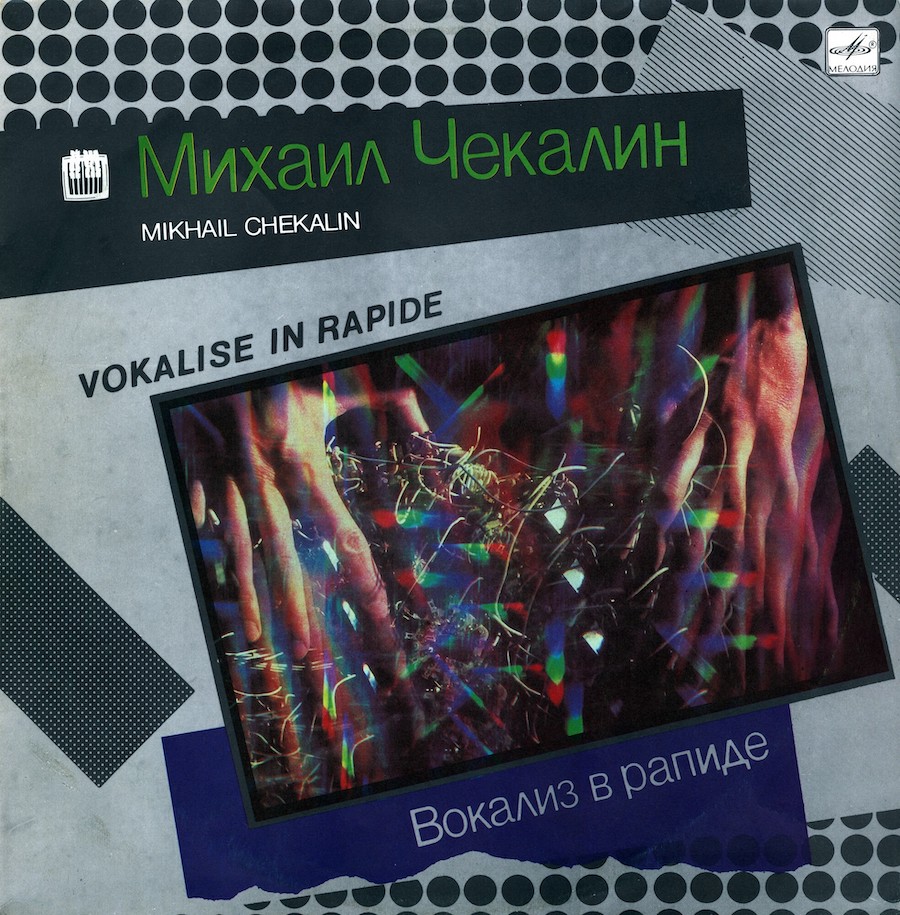 МЕЛОДИЯ
Михаил Чекалин
MIKHAIL CHEKALIN
VOKALISE IN RAPIDE
Вокализ в рапиде